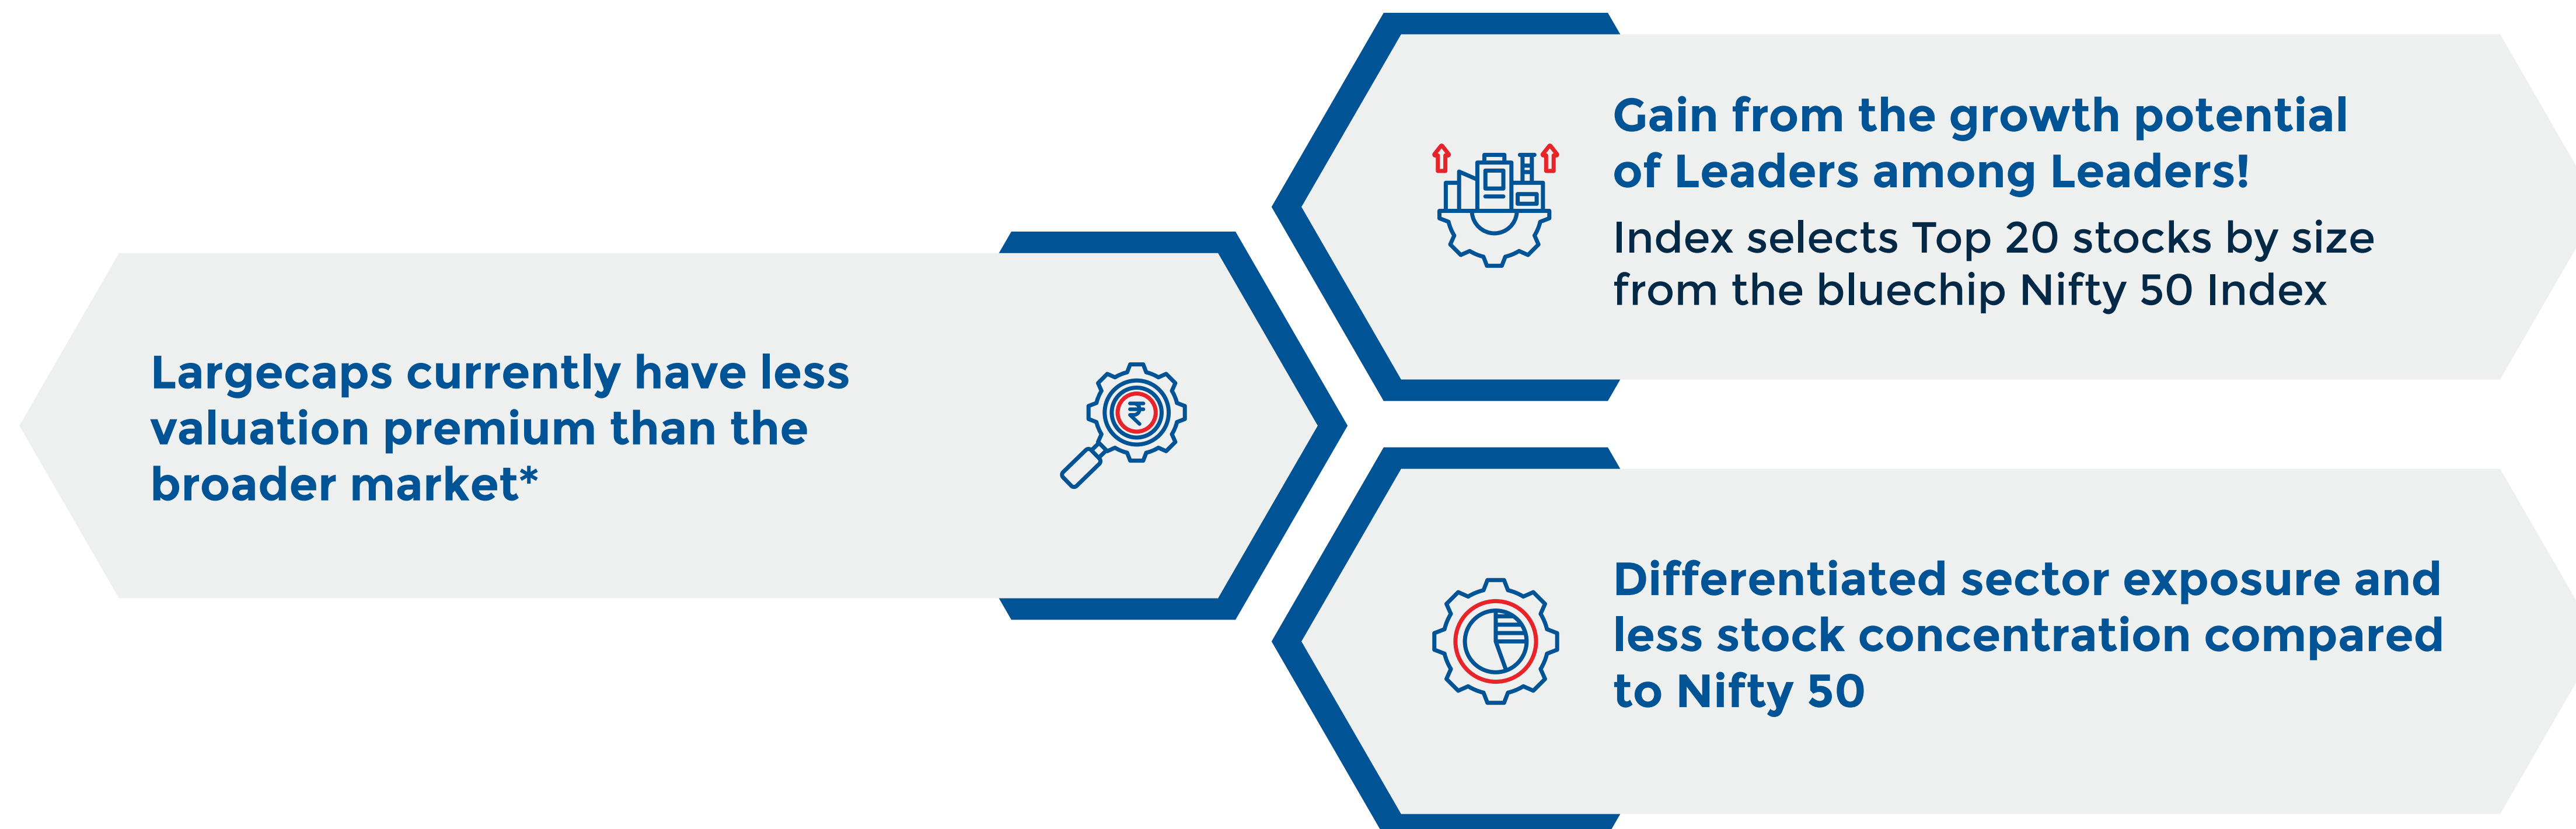 Gain from the growth potential
of Leaders among Leaders!
Index selects Top 20 stocks by size
from the bluechip Nifty 50 Index
Largecaps currently have less
valuation premium than the
broader market*
₹
Differentiated sector exposure and
less stock concentration compared
to Nifty 50